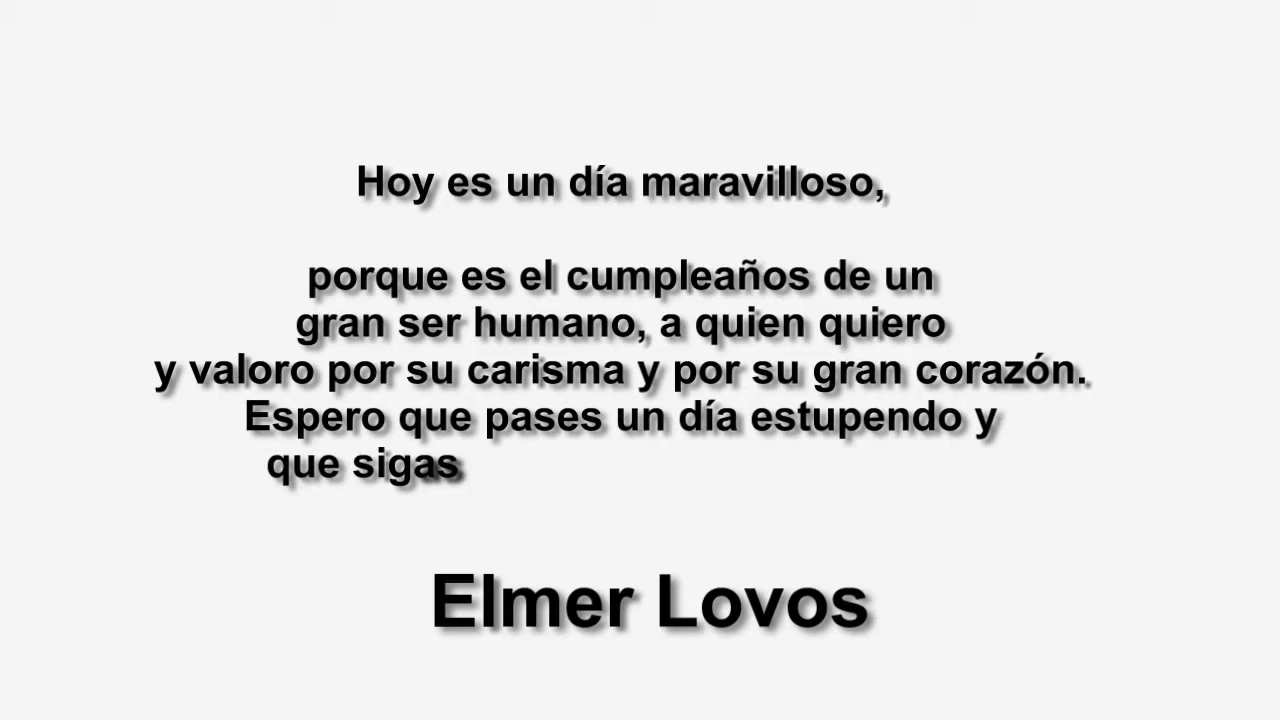 Hoy es un día maravilloso,
porque es el cumpleaños de un
gran ser humano, a quien quiero
y valoro por su carisma y por su gran corazón.
Espero que pases un día estupendo y
que sigas
Elmer Lovos